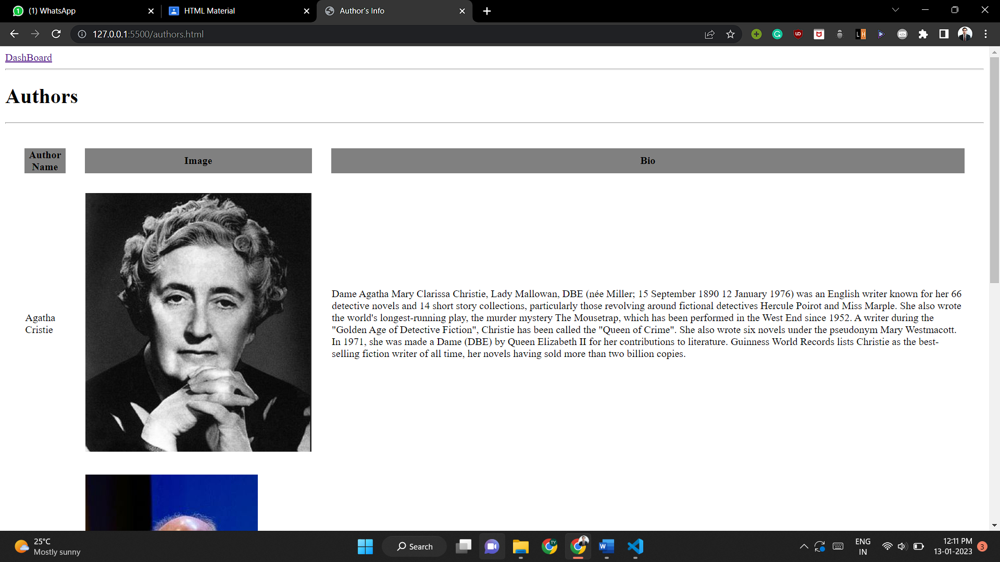 (1) WhatsApp
HTML Material
Author's Info
127.0.0.1:5500/authors.html
DashBoard
Authors
Author
Name
Image
Bio
Agatha
Cristie
Dame Agatha Mary Clarissa Christie, Lady Mallowan, DBE (née Miller; 15 September 1890 12 January 1976) was an English writer known for her 66
detective novels and 14 short story collections, particularly those revolving around fictional detectives Hercule Poirot and Miss Marple. She also wrote
the world's longest-running play, the murder mystery The Mousetrap, which has been performed in the West End since 1952. A writer during the
"Golden Age of Detective Fiction", Christie has been called the "Queen of Crime". She also wrote six novels under the pseudonym Mary Westmacott.
In 1971, she was made a Dame (DBE) by Queen Elizabeth II for her contributions to literature. Guinness World Records lists Christie as the best-
selling fiction writer of all time, her novels having sold more than two billion copies.
25°C
Mostly sunny
Search
ENG
IN
12:11 PM
13-01-2023
3